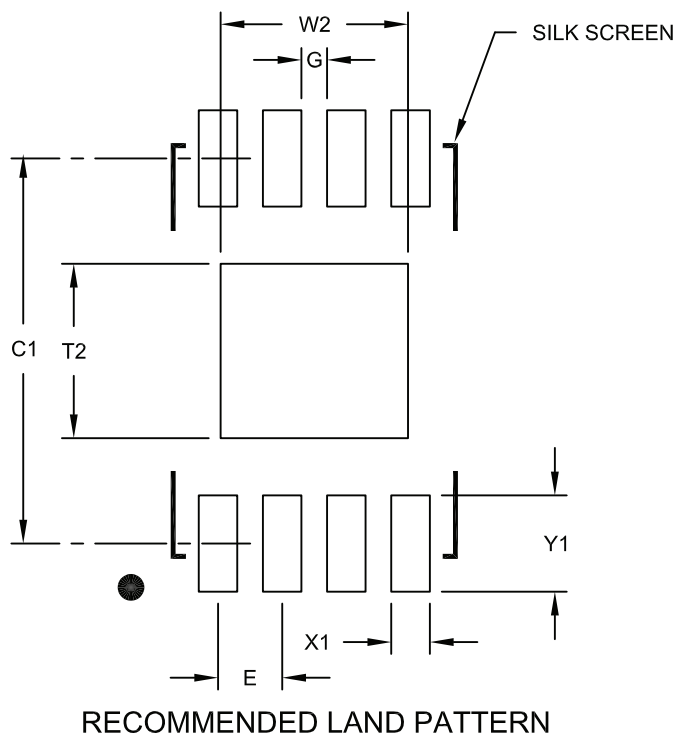 W2
SILK SCREEN
G
C1
T2
Y1
X1
E
RECOMMENDED LAND PATTERN